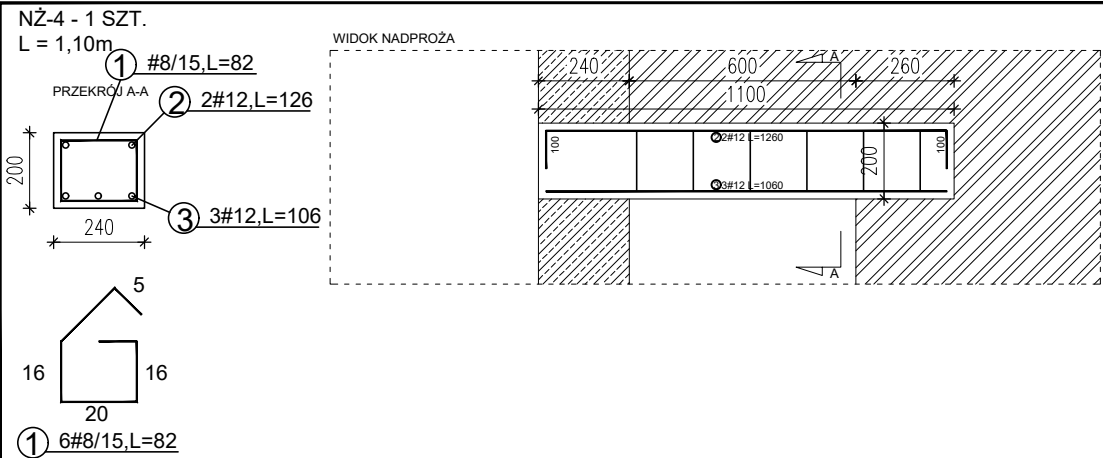 NŻ-4 - 1 SZT.
L = 1,10m
1 #8/15,L=82
PRZEKRÓJ A-A
2 2#12,L=126
200
240
3 3#12,L=106
WIDOK NADPROŻA
240 600 260
A
1100
100
2 2#12 L=1260
200
100
3 3#12 L=1060
A
5
16
16
20
1 6#8/15,L=82